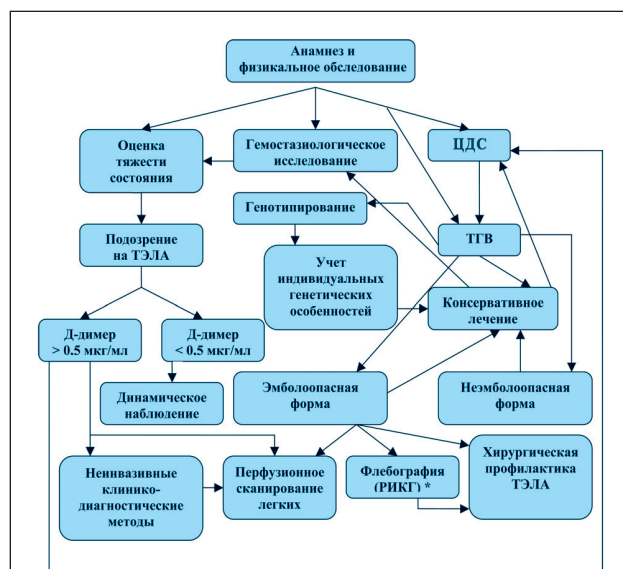 Анамнез и
физикальное обследование
Оценка
тяжести
состояния
Гемостазиологическое
исследование
ЦДС
Генотипирование
Подозрение
на ТЭЛА
ТГВ
Учет
индивидуальных
генетических
особенностей
Консервативное
лечение
Д-димер
> 0.5 мкг/мл
Д-димер
< 0.5 мкг/мл
Динамическое
наблюдение
Эмболоопасная
форма
Неэмболоопасная
форма
Неинвазивные
клинико-
диагностические
методы
Перфузионное
сканирование
легких
Флебография
(РИКГ) *
Хирургическая
профилактика
ТЭЛА